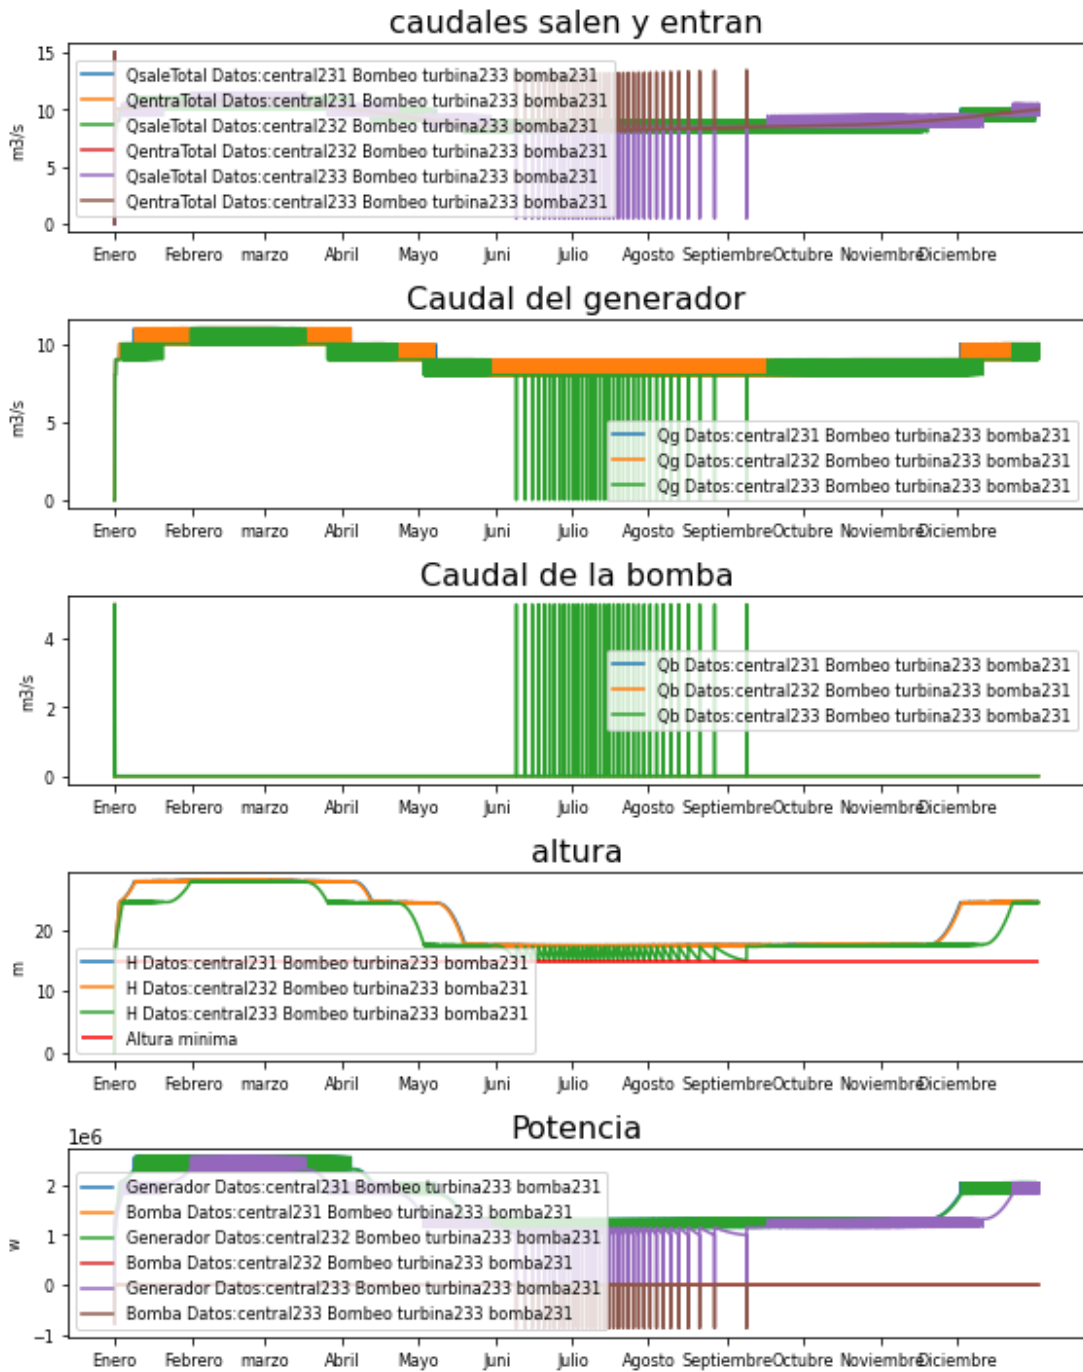 caudales salen y entran
15
10
5
0
m3/s
QsaleTotal Datos:central231 Bombeo turbina233 bomba231
QentraTotal Datos:central231 Bombeo turbina233 bomba231
QsaleTotal Datos:central232 Bombeo turbina233 bomba231
QentraTotal Datos:central232 Bombeo turbina233 bomba231
QsaleTotal Datos:central233 Bombeo turbina233 bomba231
QentraTotal Datos:central233 Bombeo turbina233 bomba231
Enero Febrero marzo Abril Mayo Juni Julio Agosto Septiembre Octubre Noviembre Diciembre
Caudal del generador
10
5
0
m3/s
Qg Datos:central231 Bombeo turbina233 bomba231
Qg Datos:central232 Bombeo turbina233 bomba231
Qg Datos:central233 Bombeo turbina233 bomba231
Enero Febrero marzo Abril Mayo Juni Julio Agosto Septiembre Octubre Noviembre Diciembre
Caudal de la bomba
4
2
0
m3/s
Qb Datos:central231 Bombeo turbina233 bomba231
Qb Datos:central232 Bombeo turbina233 bomba231
Qb Datos:central233 Bombeo turbina233 bomba231
Enero Febrero marzo Abril Mayo Juni Julio Agosto Septiembre Octubre Noviembre Diciembre
altura
20
10
0
m
H Datos:central231 Bombeo turbina233 bomba231
H Datos:central232 Bombeo turbina233 bomba231
H Datos:central233 Bombeo turbina233 bomba231
Altura minima
Enero Febrero marzo Abril Mayo Juni Julio Agosto Septiembre Octubre Noviembre Diciembre
Potencia
1e6
2
1
0
−1
w
Generador Datos:central231 Bombeo turbina233 bomba231
Bomba Datos:central231 Bombeo turbina233 bomba231
Generador Datos:central232 Bombeo turbina233 bomba231
Bomba Datos:central232 Bombeo turbina233 bomba231
Generador Datos:central233 Bombeo turbina233 bomba231
Bomba Datos:central233 Bombeo turbina233 bomba231
Enero Febrero marzo Abril Mayo Juni Julio Agosto Septiembre Octubre Noviembre Diciembre